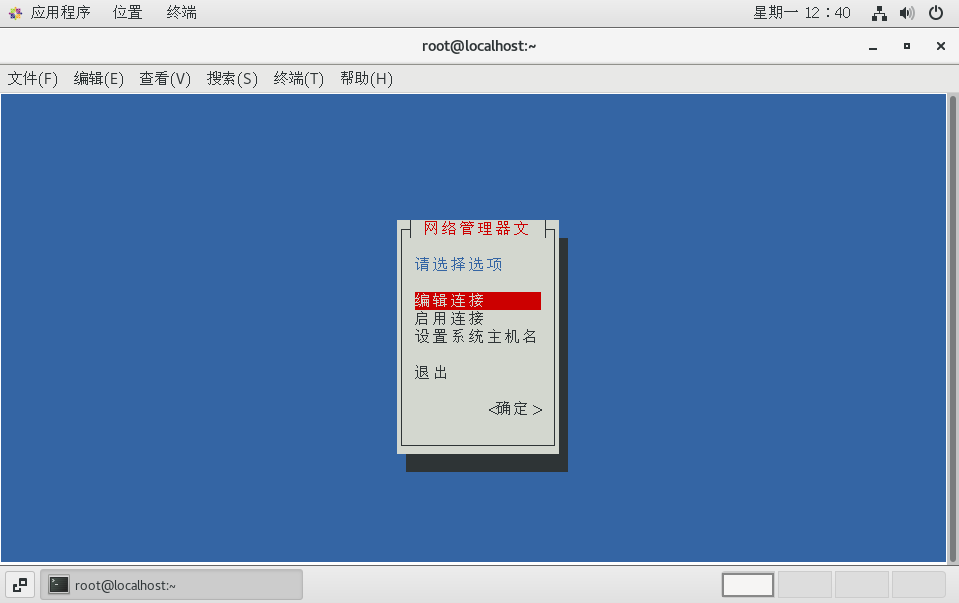 应用程序 位置 终端 星期一 12：40
root@localhost:~
文件(F) 编辑(E) 查看(V) 搜索(S) 终端(T) 帮助(H)
网络管理器文
请选择选项
编辑连接
启用连接
设置系统主机名
退出
<确定>
root@localhost:~